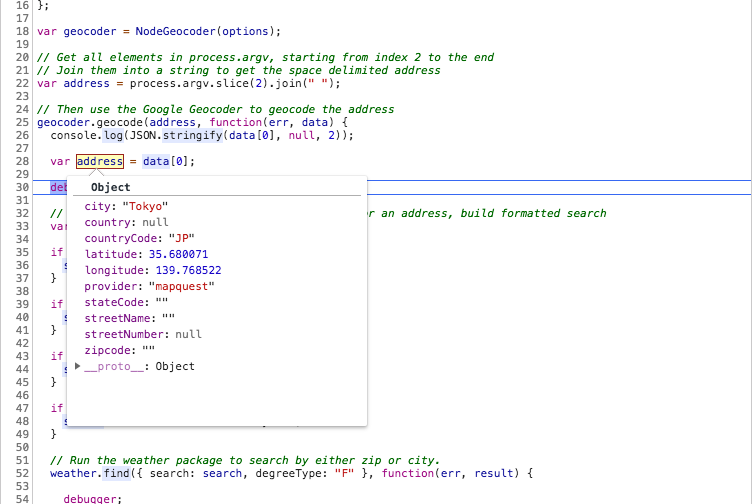 16 };
17
18 var geocoder = NodeGeocoder(options);
19
20 // Get all elements in process.argv, starting from index 2 to the end
21 // Join them into a string to get the space delimited address
22 var address = process.argv.slice(2).join(" ");
23
24 // Then use the Google Geocoder to geocode the address
25 geocoder.geocode(address, function(err, data) {
26 console.log(JSON.stringify(data[0], null, 2));
27
28 var address = data[0];
29
30 deb
Object
31
city: "Tokyo"
32 // or an address, build formatted search
country: null
33 var
34
countryCode: "JP"
35 if
latitude: 35.680071
36
longitude: 139.768522
37 }
provider: "mapquest"
38
39 if
stateCode: ""
40
streetName: ""
41 }
streetNumber: null
42
43 if
zipcode: ""
44
__proto__: Object
45 }
46
47 if
48
49 }
50
51 // Run the weather package to search by either zip or city.
52 weather.find({ search: search, degreeType: "F" }, function(err, result) {
53
54 debugger;